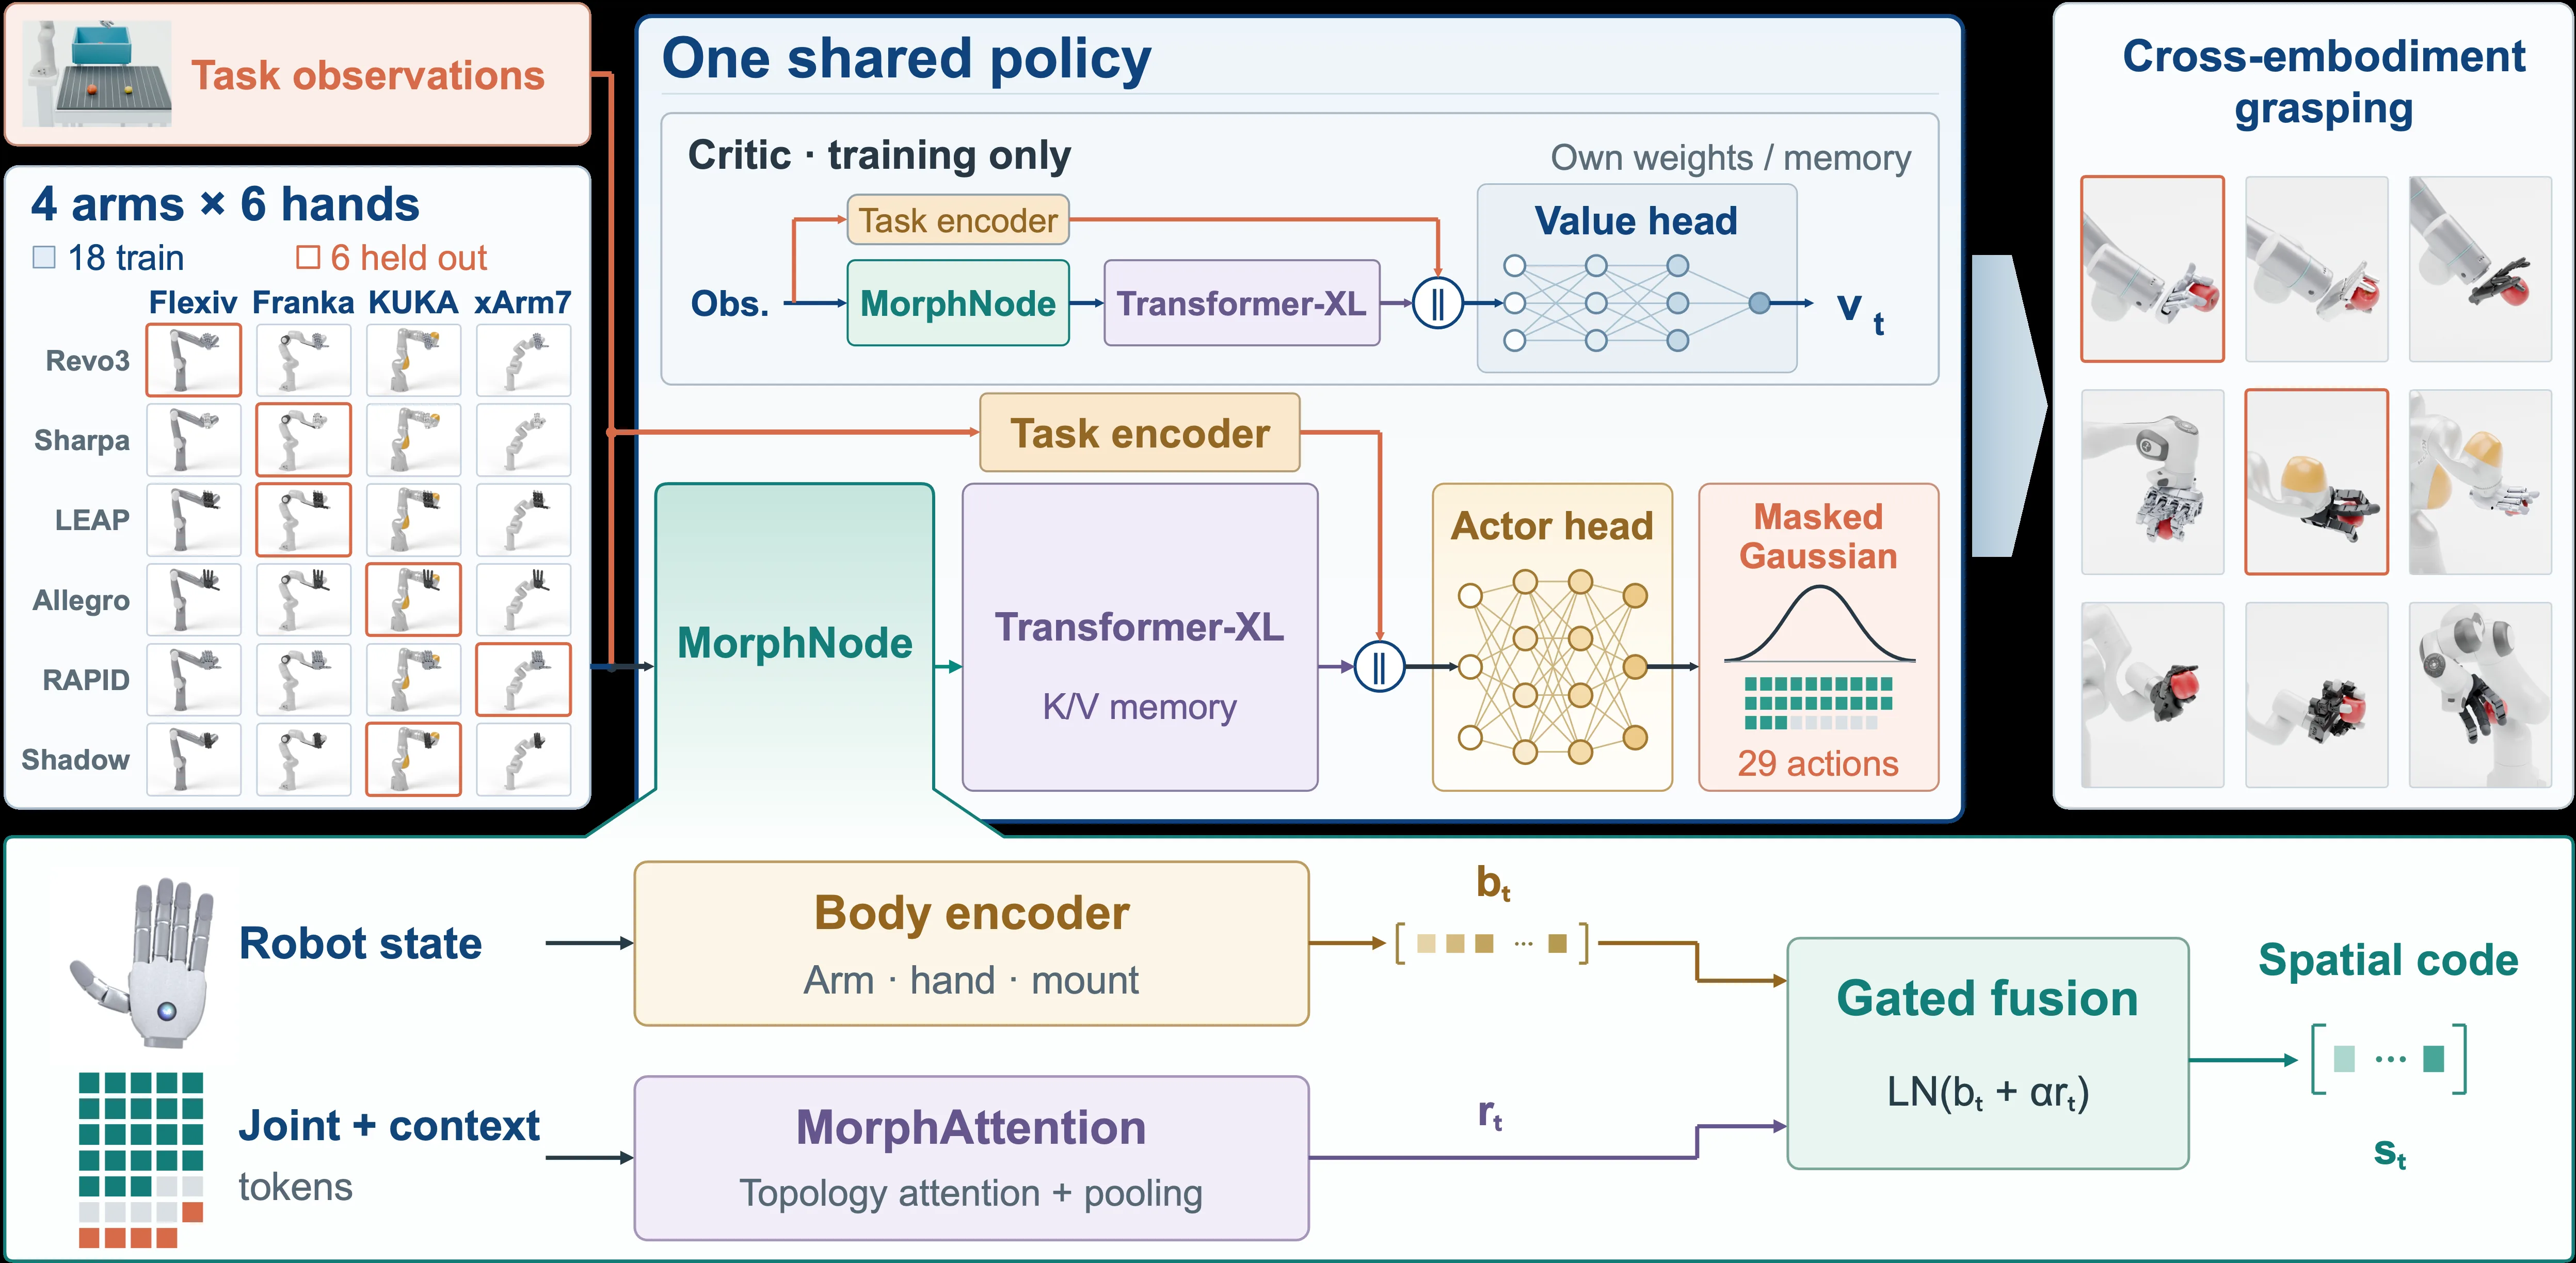 Task observations
4 arms × 6 hands
18 train
6 held out
Flexiv Franka KUKA xArm7
Revo3
Sharpa
LEAP
Allegro
RAPID
Shadow
One shared policy
Critic · training only
Own weights / memory
Task encoder
Obs.
MorphNode
Transformer-XL
||
Value head
v t
Task encoder
MorphNode
Transformer-XL
K/V memory
||
Actor head
Masked
Gaussian
29 actions
Cross-embodiment
grasping
Robot state
Body encoder
Arm · hand · mount
bₜ
[ ... ]
Joint + context
tokens
MorphAttention
Topology attention + pooling
rₜ
Gated fusion
LN(bₜ + αrₜ)
Spatial code
[ ... ]
sₜ